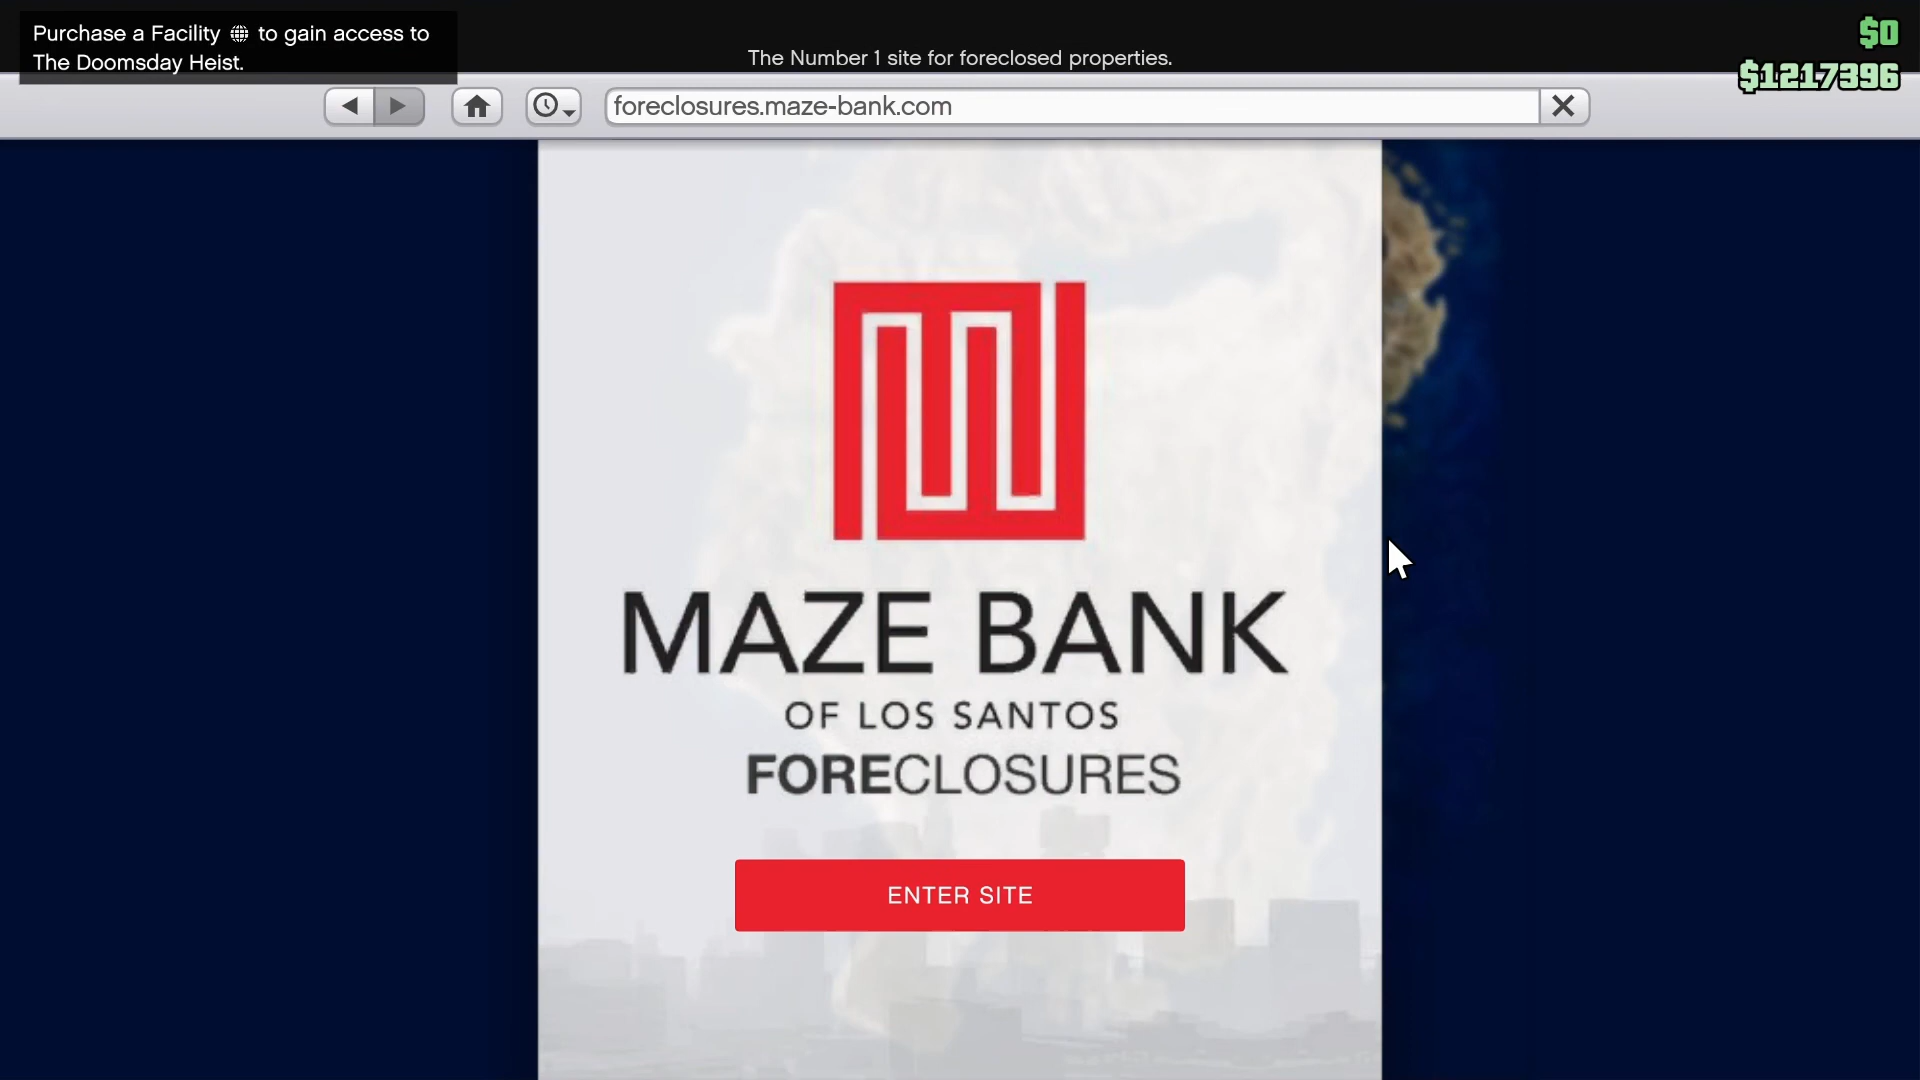 Purchase a Facility to gain access to
The Doomsday Heist.
The Number 1 site for foreclosed properties.
$0
$1217396
foreclosures.maze-bank.com
MAZE BANK
OF LOS SANTOS
FORECLOSURES
ENTER SITE